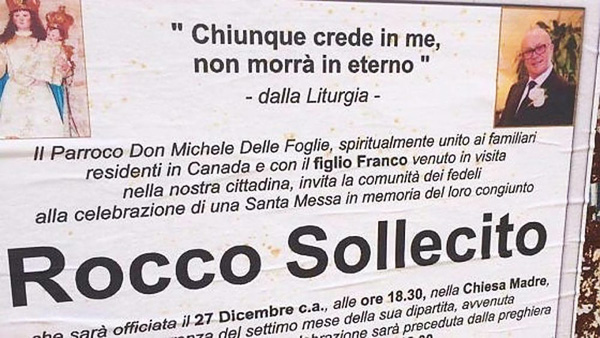 " Chiunque crede in me,
non morrà in eterno "
- dalla Liturgia -
Il Parroco Don Michele Delle Foglie, spiritualmente unito ai familiari
residenti in Canada e con il figlio Franco venuto in visita
nella nostra cittadina, invita la comunità dei fedeli
alla celebrazione di una Santa Messa in memoria del loro congiunto
Rocco Sollecito
che sarà officiata il 27 Dicembre c.a., alle ore 18.30, nella Chiesa Madre,
del settimo mese della sua dipartita, avvenuta
sarà preceduta dalla preghiera